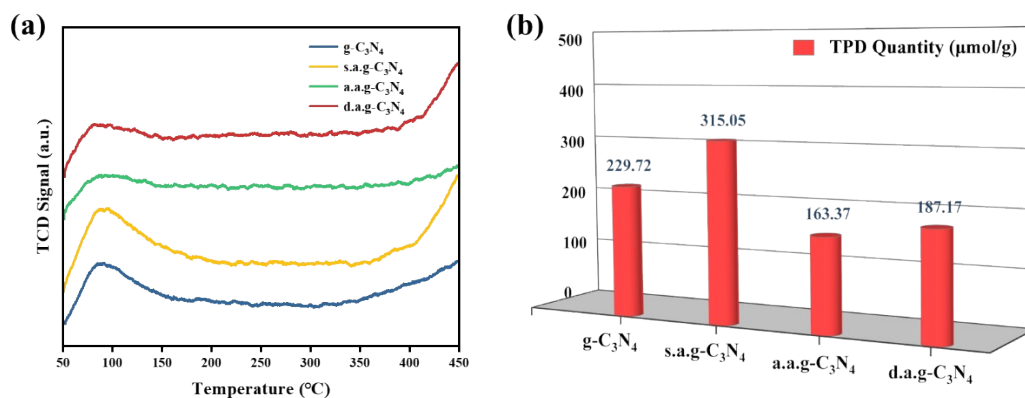 (a)
g-C₃N₄
s.a.g-C₃N₄
a.a.g-C₃N₄
d.a.g-C₃N₄
TCD Signal (a.u.)
50 100 150 200 250 300 350 400 450
Temperature (°C)
(b)
TPD Quantity (μmol/g)
500
400
300
200
100
0
229.72
315.05
163.37
187.17
g-C₃N₄
s.a.g-C₃N₄
a.a.g-C₃N₄
d.a.g-C₃N₄